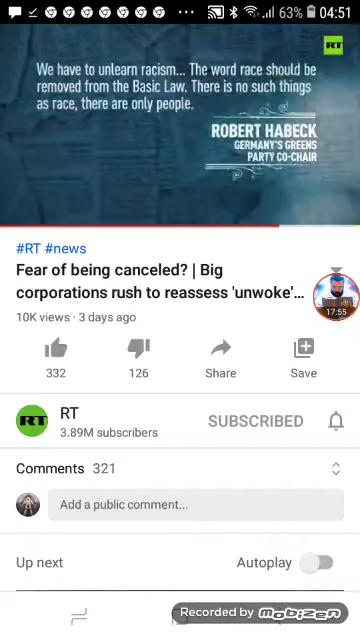 63% 04:51
RT
We have to unlearn racism... The word race should be
removed from the Basic Law. There is no such things
as race, there are only people.
ROBERT HABECK
GERMANY'S GREENS
PARTY CO-CHAIR
#RT #news
Fear of being canceled? | Big
corporations rush to reassess 'unwoke'...
17:55
10K views · 3 days ago
332 126 Share Save
RT
3.89M subscribers
SUBSCRIBED
Comments 321
Add a public comment...
Up next Autoplay
Recorded by mobizen